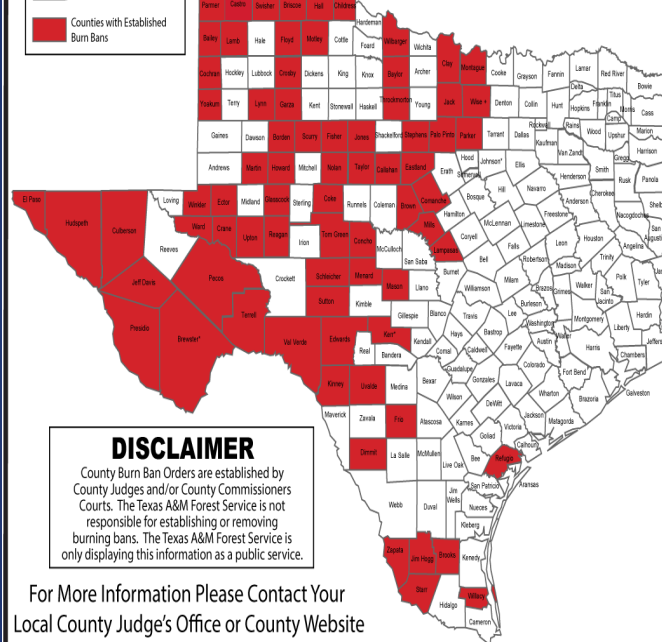 Counties with Established
Burn Bans
Parmer Castro Swisher Briscoe Hall Childress
Hardeman
Bailey Lamb Hale Floyd Motley Cottle Foard Wilbarger Wichita
Cochran Hockley Lubbock Crosby Dickens King Knox Baylor Archer Clay Montague Cooke Grayson Fannin Lamar Red River Bowie
Delta Titus
Yoakum Terry Lynn Garza Kent Stonewall Haskell Throckmorton Young Jack Wise + Denton Collin Hunt Hopkins Franklin Morris Cass
Camp
Gaines Dawson Borden Scurry Fisher Jones Shackelford Stephens Palo Pinto Parker Tarrant Dallas Rockwall Rains Wood Upshur Marion
Kaufman Van Zandt Gregg Harrison
Andrews Martin Howard Mitchell Nolan Taylor Callahan Eastland Erath Hood Johnson* Ellis Henderson Smith Rusk Panola
Somervell
El Paso Hudspeth Culberson Loving Winkler Ector Midland Glasscock Sterling Coke Runnels Coleman Brown Comanche Bosque Hill Navarro Anderson Cherokee
Hamilton Freestone Nacogdoches
Reeves Ward Crane Upton Reagan Irion Tom Green Concho McCulloch Mills Coryell McLennan Limestone Leon Houston Angelina
San Saba Lampasas Falls
Jeff Davis Pecos Crockett Schleicher Menard Mason Llano Burnet Bell Robertson Madison Trinity Polk Tyler
Sutton Kimble Williamson Milam Brazos Grimes Walker San Jacinto
Presidio Brewster* Terrell Val Verde Edwards Gillespie Blanco Travis Burleson Lee Washington Montgomery Liberty Hardin
Real Kerr* Kendall Hays Bastrop Austin Waller Harris
Bandera Comal Caldwell Fayette Chambers
Kinney Uvalde Medina Bexar Guadalupe Gonzales Lavaca Colorado Fort Bend
Wilson Wharton Brazoria Galveston
Maverick Zavala Frio Atascosa Karnes DeWitt Jackson Matagorda
Victoria
Goliad Calhoun
Dimmit La Salle McMullen Live Oak Bee Refugio
San Patricio Aransas
Webb Duval Jim Wells Nueces
Kleberg
Zapata Jim Hogg Brooks Kenedy
Starr Hidalgo Willacy
Cameron
DISCLAIMER
County Burn Ban Orders are established by
County Judges and/or County Commissioners
Courts. The Texas A&M Forest Service is not
responsible for establishing or removing
burning bans. The Texas A&M Forest Service is
only displaying this information as a public service.
For More Information Please Contact Your
Local County Judge's Office or County Website